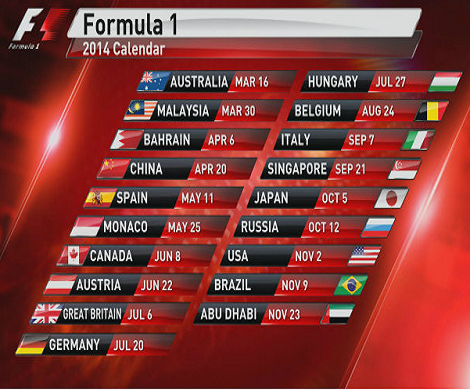 F1
Formula 1
Formula 1
2014 Calendar
AUSTRALIA MAR 16
MALAYSIA MAR 30
BAHRAIN APR 6
CHINA APR 20
SPAIN MAY 11
MONACO MAY 25
CANADA JUN 8
AUSTRIA JUN 22
GREAT BRITAIN JUL 6
GERMANY JUL 20
HUNGARY JUL 27
BELGIUM AUG 24
ITALY SEP 7
SINGAPORE SEP 21
JAPAN OCT 5
RUSSIA OCT 12
USA NOV 2
BRAZIL NOV 9
ABU DHABI NOV 23